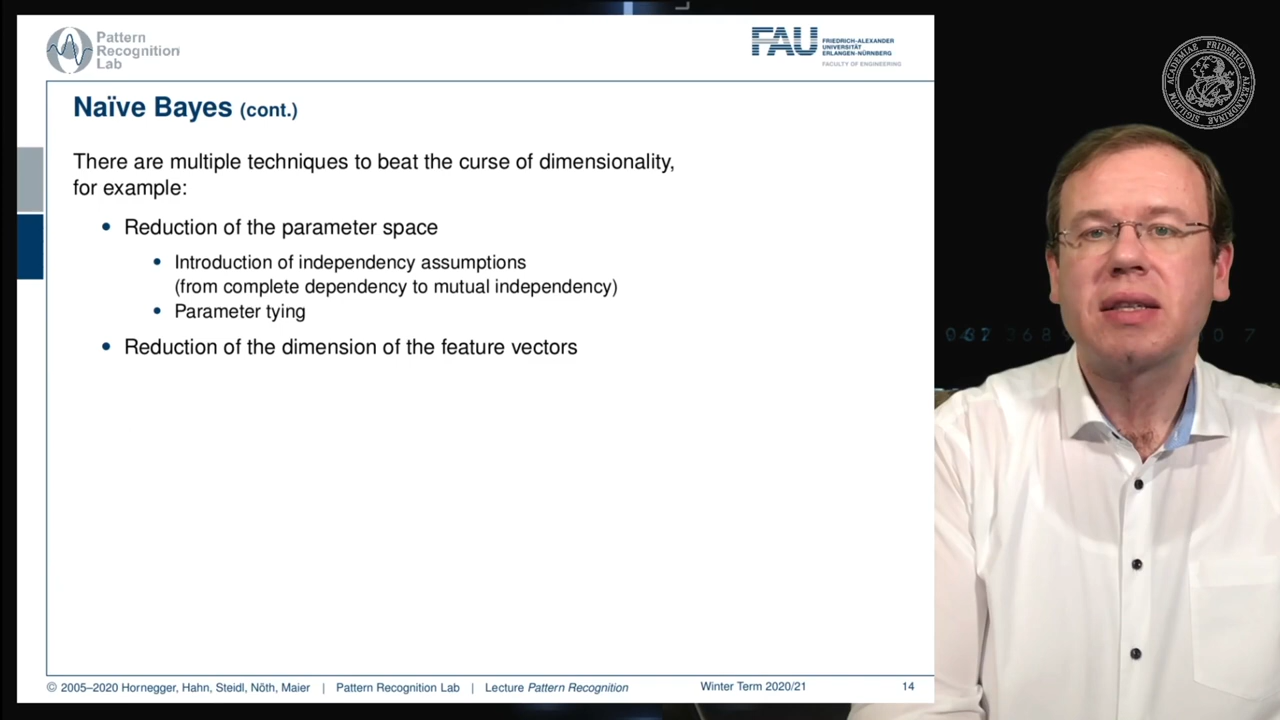 Pattern
Recognition
Lab
FAU
FRIEDRICH-ALEXANDER
UNIVERSITÄT
ERLANGEN-NÜRNBERG
FACULTY OF ENGINEERING
Naïve Bayes (cont.)
There are multiple techniques to beat the curse of dimensionality,
for example:
• Reduction of the parameter space
• Introduction of independency assumptions
(from complete dependency to mutual independency)
• Parameter tying
• Reduction of the dimension of the feature vectors
© 2005–2020 Hornegger, Hahn, Steidl, Nöth, Maier | Pattern Recognition Lab | Lecture Pattern Recognition Winter Term 2020/21 14